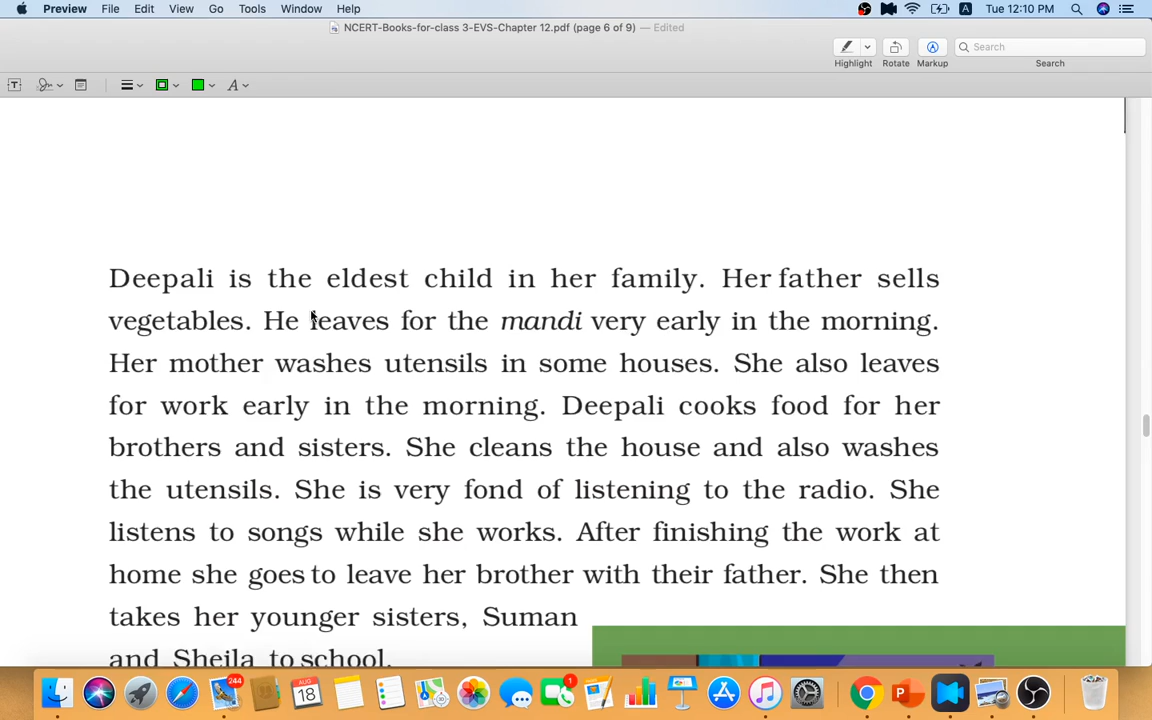 Preview File Edit View Go Tools Window Help Tue 12:10 PM
NCERT-Books-for-class 3-EVS-Chapter 12.pdf (page 6 of 9) — Edited
Search
Highlight Rotate Markup Search
Deepali is the eldest child in her family. Her father sells
vegetables. He leaves for the mandi very early in the morning.
Her mother washes utensils in some houses. She also leaves
for work early in the morning. Deepali cooks food for her
brothers and sisters. She cleans the house and also washes
the utensils. She is very fond of listening to the radio. She
listens to songs while she works. After finishing the work at
home she goes to leave her brother with their father. She then
takes her younger sisters, Suman
and Sheila to school.
244
AUG
18
1